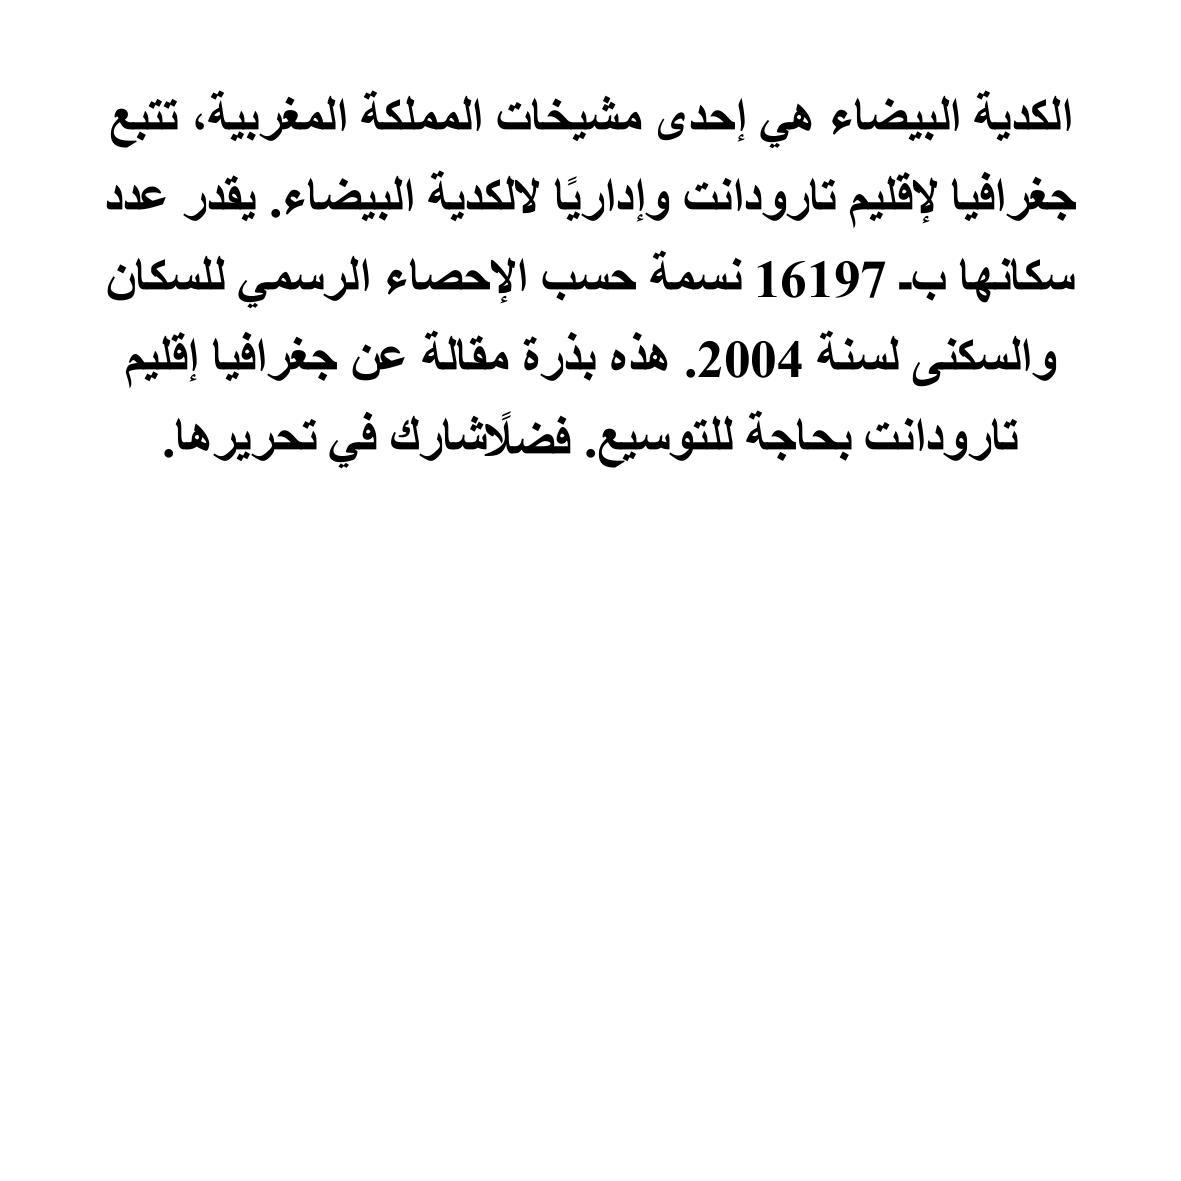 الكدية البيضاء هي إحدى مشيخات المملكة المغربية، تتبع
جغرافيا لإقليم تارودانت وإداريًا لالكدية البيضاء. يقدر عدد
سكانها بـ 16197 نسمة حسب الإحصاء الرسمي للسكان
والسكنى لسنة 2004. هذه بذرة مقالة عن جغرافيا إقليم
تارودانت بحاجة للتوسيع. فضلًاشارك في تحريرها.